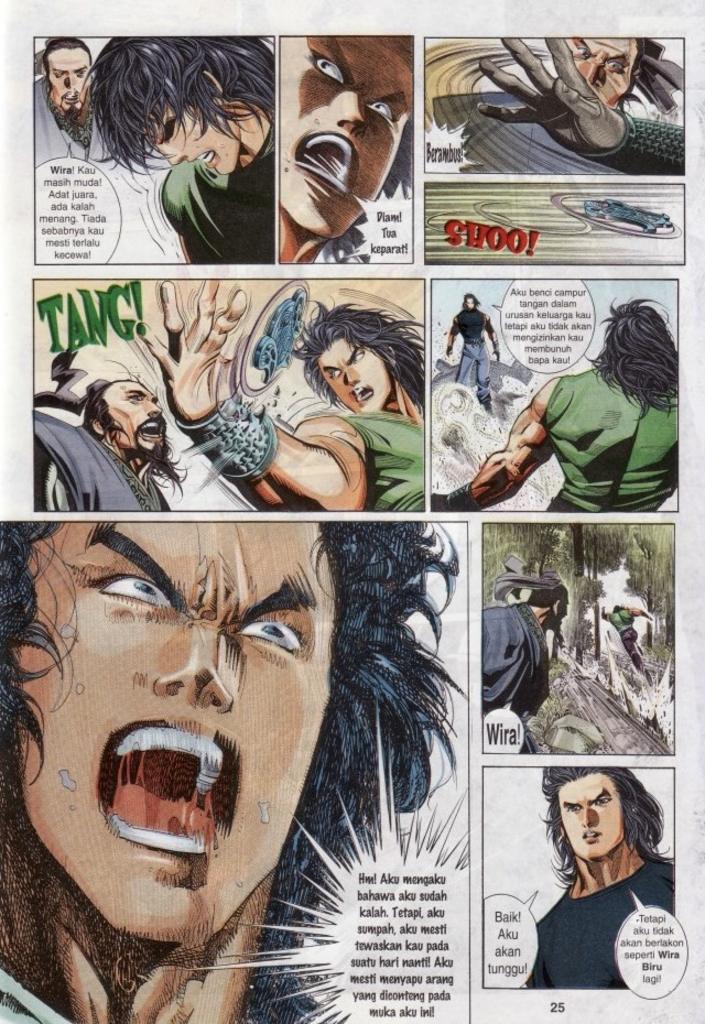 Wira! Kau
masih muda!
Adat juara,
ada kalah
menang. Tiada
sebabnya kau
mesti terlalu
kecewa!
Diam!
Tua
keparat!
Berambus!
SHOO!
TANG!
Aku benci campur
tangan dalam
urusan keluarga kau
tetapi aku tidak akan
mengizinkan kau
membunuh
bapa kau!
Hm! Aku mengaku
bahawa aku sudah
kalah. Tetapi, aku
sumpah, aku mesti
tewaskan kau pada
suatu hari nanti! Aku
mesti menyapu arang
yang diconteng pada
muka aku ini!
Wira!
Baik!
Aku
akan
tunggu!
Tetapi
aku tidak
akan berlakon
seperti Wira
Biru
lagi!
25